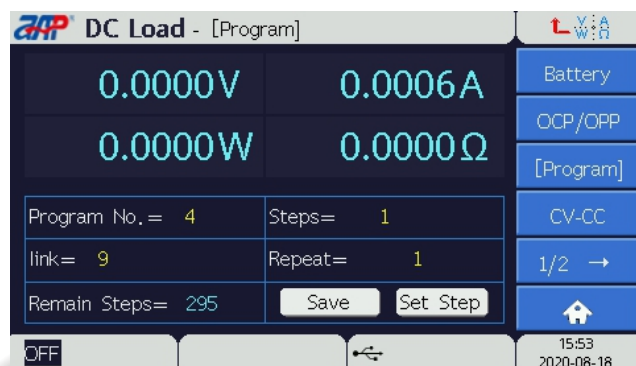 ZAP DC Load - [Program]
V A
W Ω
0.0000V 0.0006A
0.0000W 0.0000Ω
Program No.= 4 Steps= 1
link= 9 Repeat= 1
Remain Steps= 295 Save Set Step
Battery
OCP/OPP
[Program]
CV-CC
1/2 →
OFF
15:53
2020-08-18